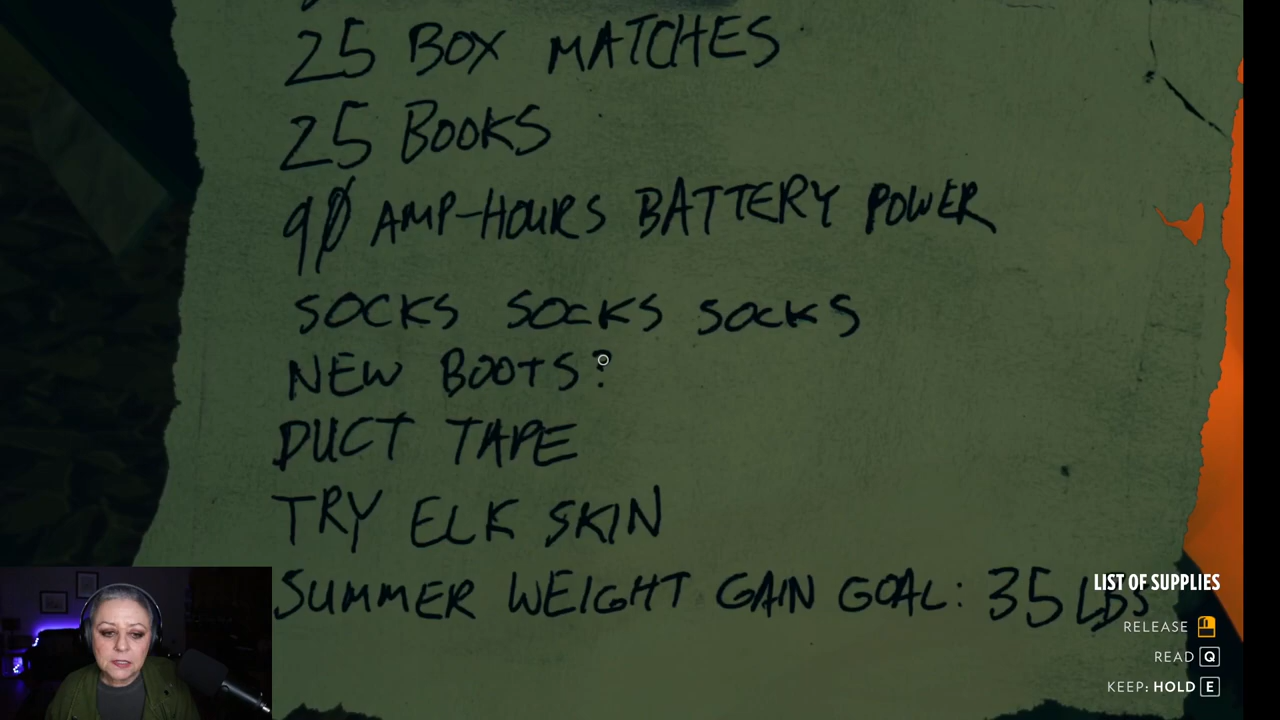 25 BOX MATCHES
25 BOOKS
90 AMP-HOURS BATTERY POWER
SOCKS SOCKS SOCKS
NEW BOOTS?
DUCT TAPE
TRY ELK SKIN
SUMMER WEIGHT GAIN GOAL: 35 LBS
LIST OF SUPPLIES
RELEASE
READ Q
KEEP: HOLD E